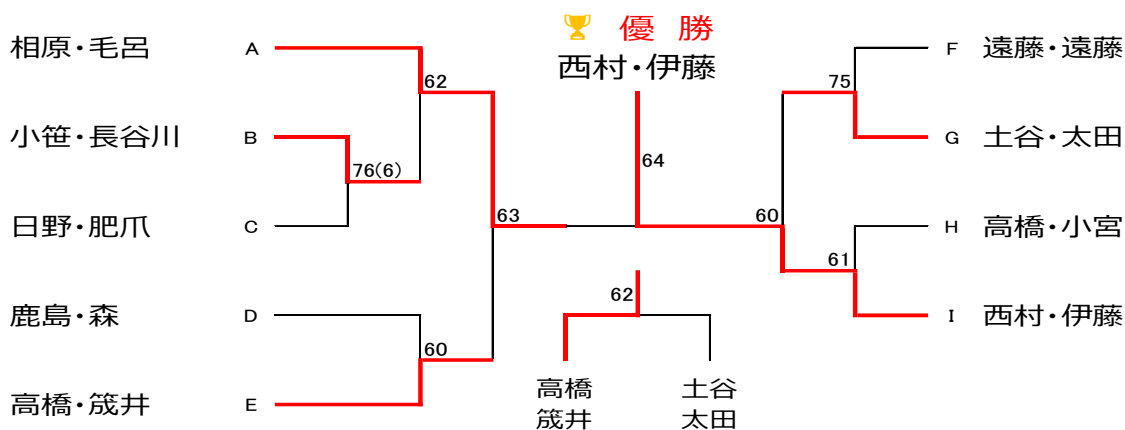 優 勝
西村・伊藤
相原・毛呂 A
62
小笹・長谷川 B
76(6)
日野・肥爪 C
63
鹿島・森 D
60
高橋・筬井 E
64
F 遠藤・遠藤
75
G 土谷・太田
60
H 高橋・小宮
61
I 西村・伊藤
62
高橋
筬井
土谷
太田